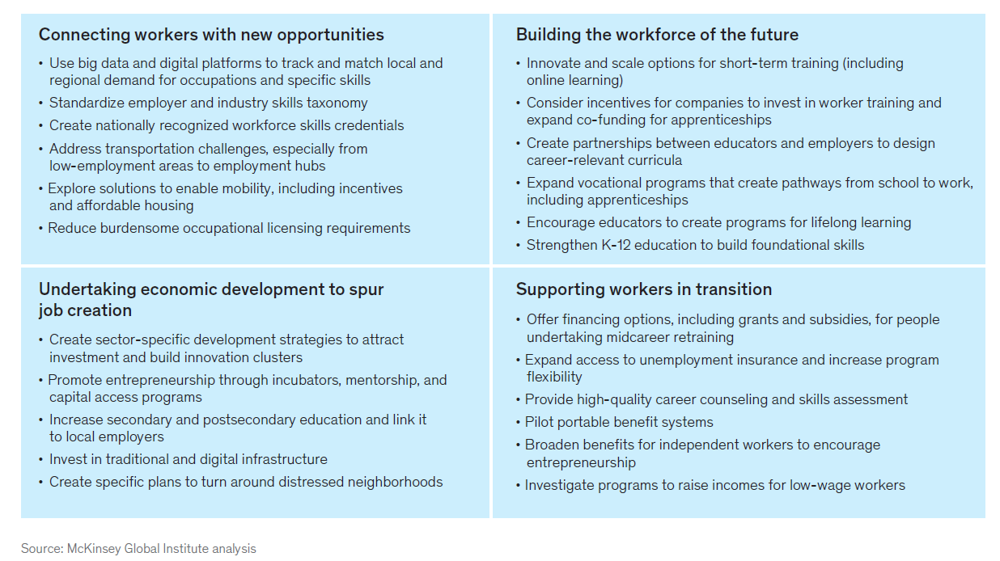 Connecting workers with new opportunities
• Use big data and digital platforms to track and match local and
regional demand for occupations and specific skills
• Standardize employer and industry skills taxonomy
• Create nationally recognized workforce skills credentials
• Address transportation challenges, especially from
low-employment areas to employment hubs
• Explore solutions to enable mobility, including incentives
and affordable housing
• Reduce burdensome occupational licensing requirements
Building the workforce of the future
• Innovate and scale options for short-term training (including
online learning)
• Consider incentives for companies to invest in worker training and
expand co-funding for apprenticeships
• Create partnerships between educators and employers to design
career-relevant curricula
• Expand vocational programs that create pathways from school to work,
including apprenticeships
• Encourage educators to create programs for lifelong learning
• Strengthen K-12 education to build foundational skills
Undertaking economic development to spur
job creation
• Create sector-specific development strategies to attract
investment and build innovation clusters
• Promote entrepreneurship through incubators, mentorship, and
capital access programs
• Increase secondary and postsecondary education and link it
to local employers
• Invest in traditional and digital infrastructure
• Create specific plans to turn around distressed neighborhoods
Supporting workers in transition
• Offer financing options, including grants and subsidies, for people
undertaking midcareer retraining
• Expand access to unemployment insurance and increase program
flexibility
• Provide high-quality career counseling and skills assessment
• Pilot portable benefit systems
• Broaden benefits for independent workers to encourage
entrepreneurship
• Investigate programs to raise incomes for low-wage workers
Source: McKinsey Global Institute analysis